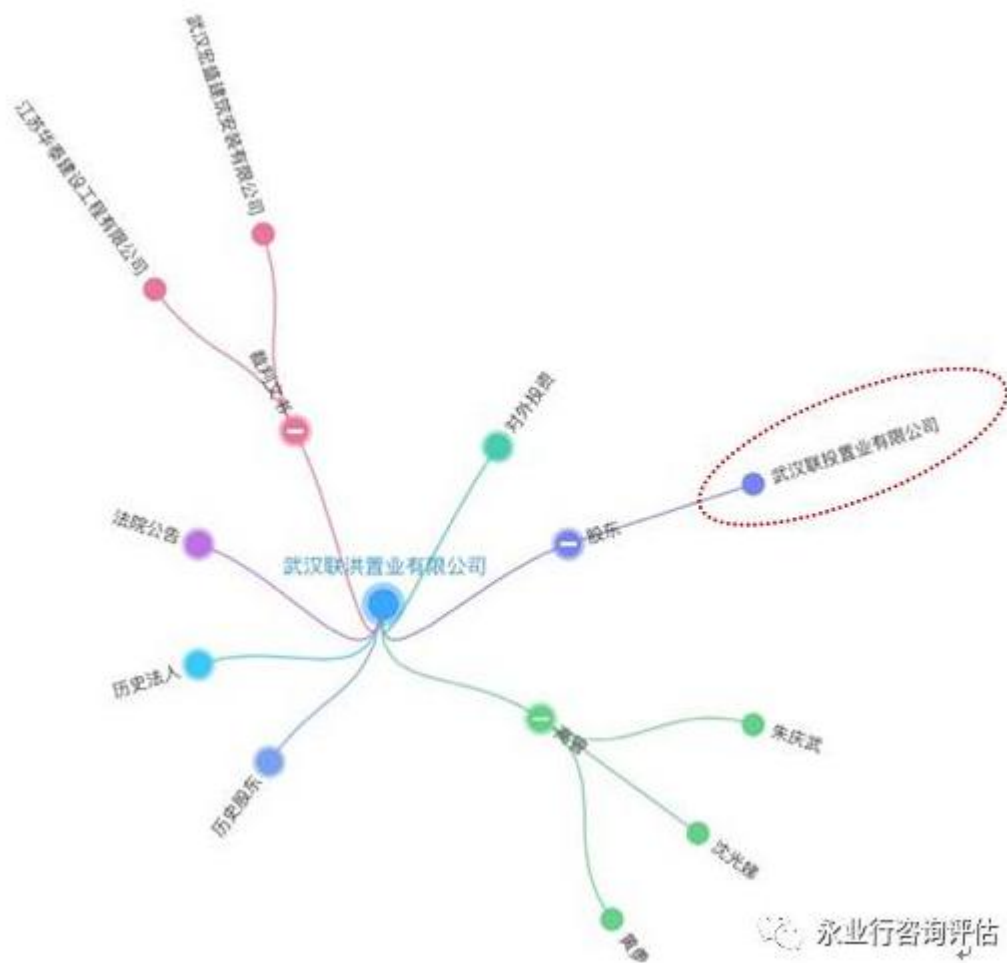 武汉宏盛建筑安装有限公司
江苏华泰建设工程有限公司
裁判文书
对外投资
武汉联投置业有限公司
股东
法院公告
武汉联洪置业有限公司
历史法人
历史股东
高管
朱庆武
沈光娣
永业行咨询评估